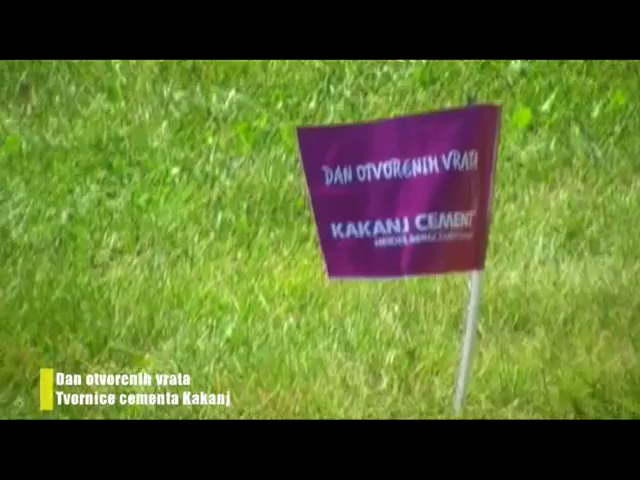 DAN OTVORENIH VRATA
KAKANJ CEMENT
Dan otvorenih vrata
Tvornice cementa Kakanj